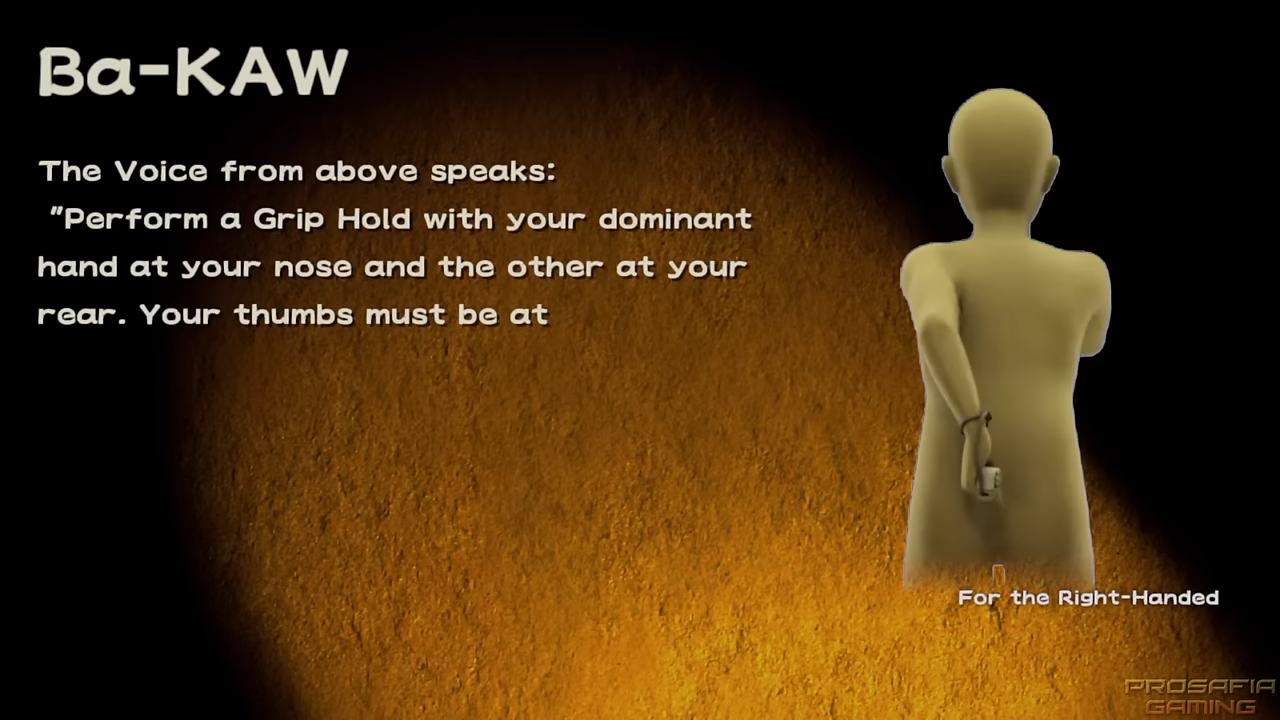 Ba-KAW
The Voice from above speaks:
"Perform a Grip Hold with your dominant
hand at your nose and the other at your
rear. Your thumbs must be at
For the Right-Handed
PROSAFIA
GAMING